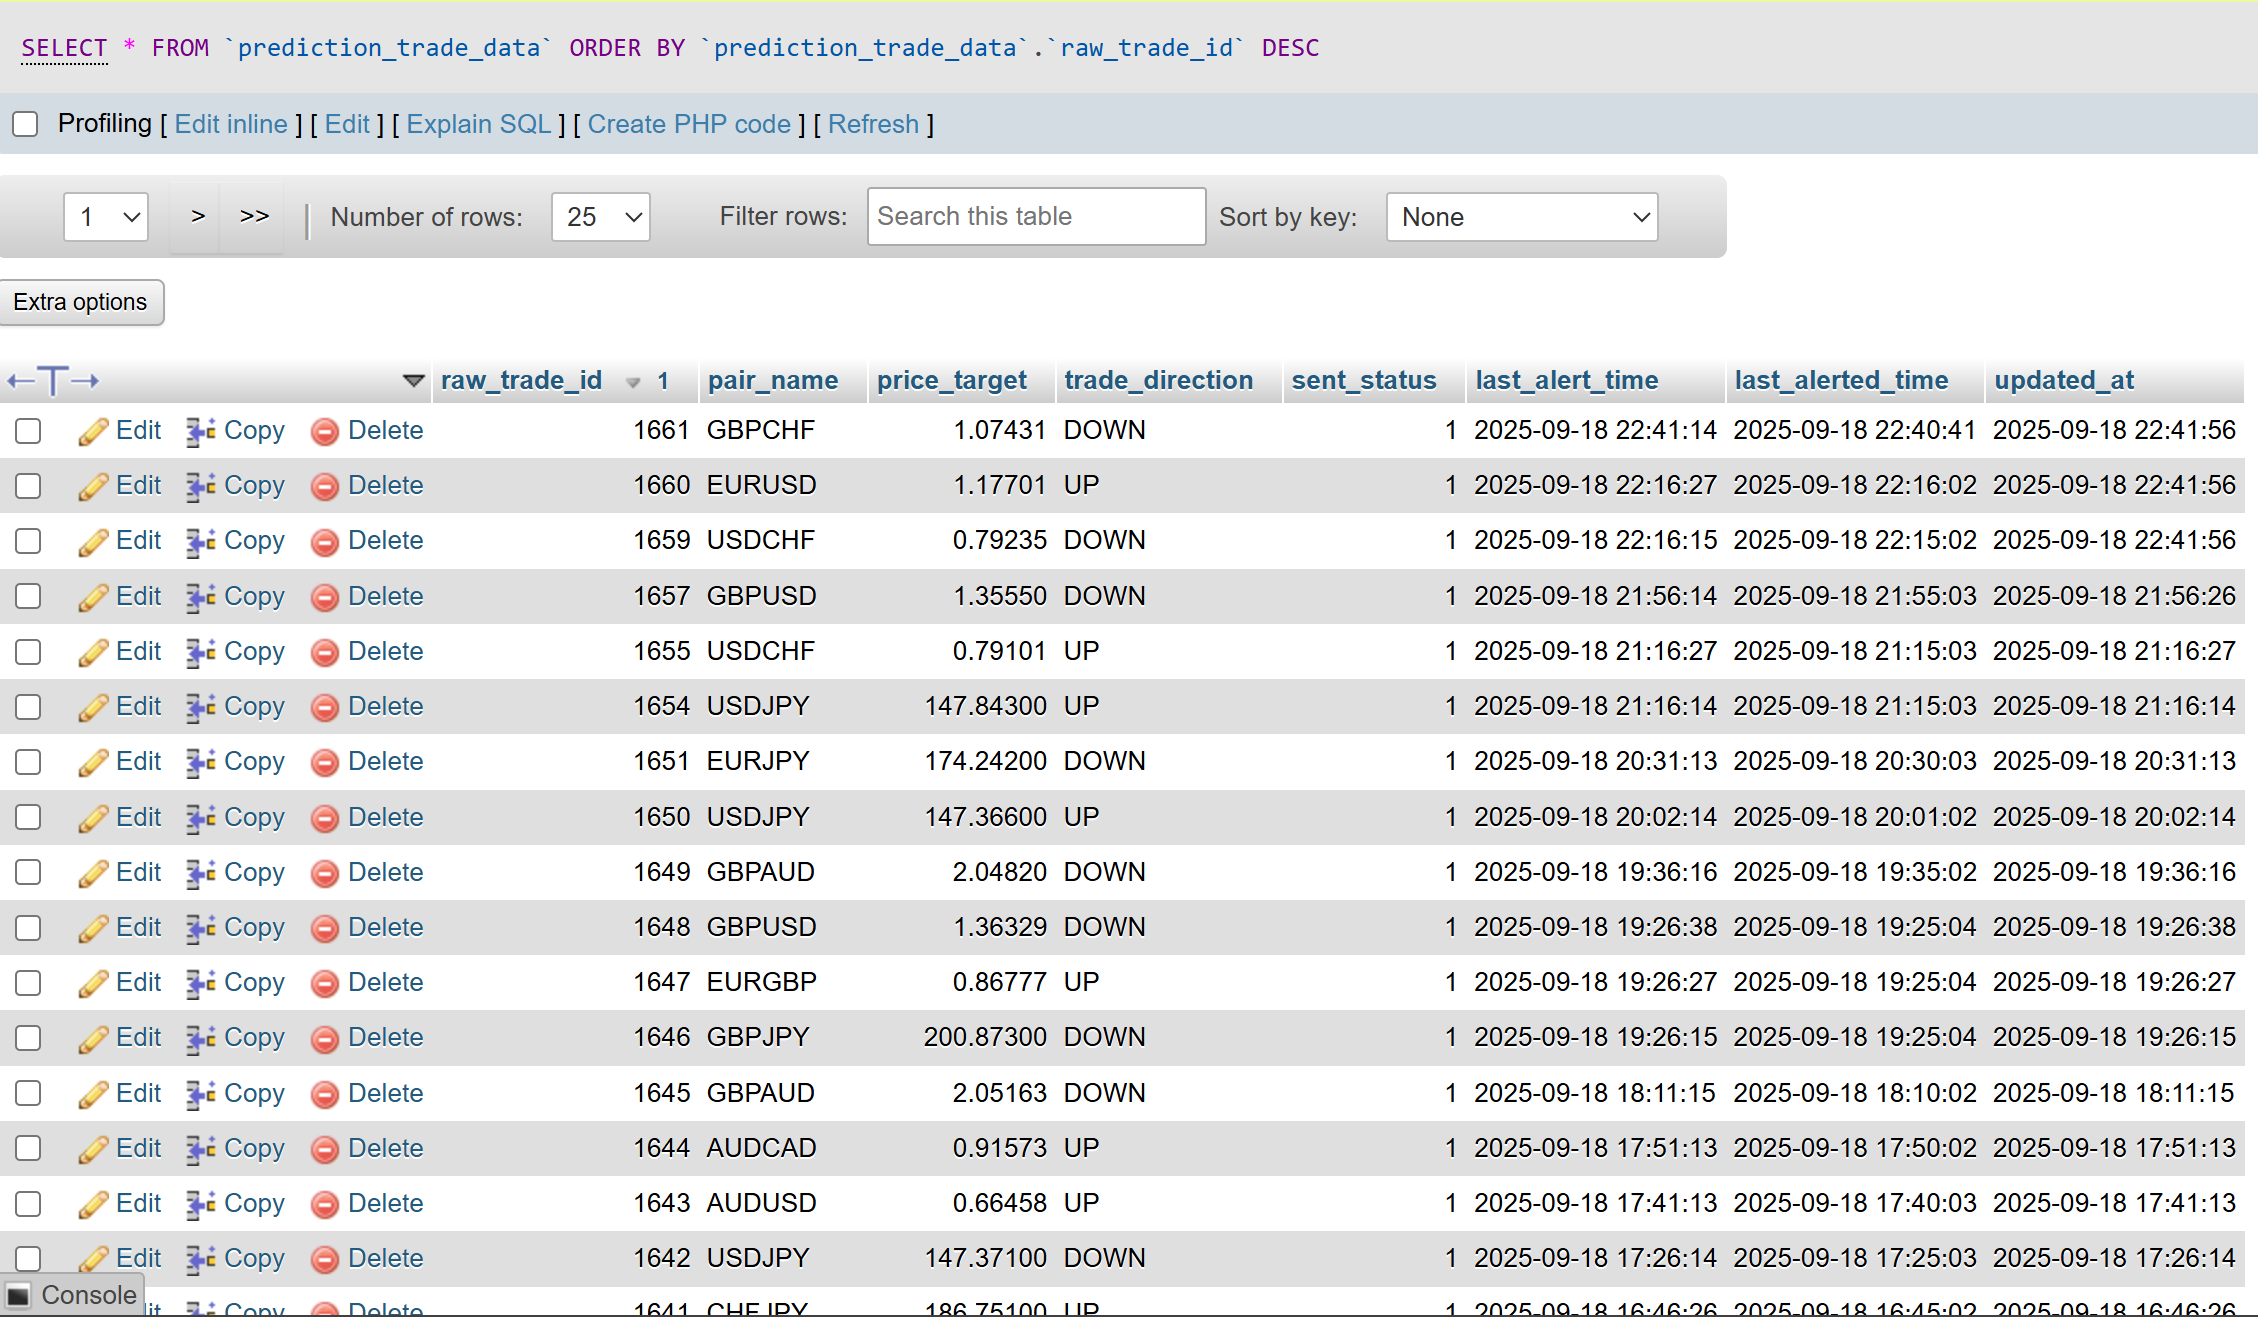 SELECT * FROM `prediction_trade_data` ORDER BY `prediction_trade_data`.`raw_trade_id` DESC
Profiling [ Edit inline ] [ Edit ] [ Explain SQL ] [ Create PHP code ] [ Refresh ]
1 > >> Number of rows: 25 Filter rows: Search this table Sort by key: None
Extra options
←T→ raw_trade_id 1 pair_name price_target trade_direction sent_status last_alert_time last_alerted_time updated_at
Edit Copy Delete 1661 GBPCHF 1.07431 DOWN 1 2025-09-18 22:41:14 2025-09-18 22:40:41 2025-09-18 22:41:56
Edit Copy Delete 1660 EURUSD 1.17701 UP 1 2025-09-18 22:16:27 2025-09-18 22:16:02 2025-09-18 22:41:56
Edit Copy Delete 1659 USDCHF 0.79235 DOWN 1 2025-09-18 22:16:15 2025-09-18 22:15:02 2025-09-18 22:41:56
Edit Copy Delete 1657 GBPUSD 1.35550 DOWN 1 2025-09-18 21:56:14 2025-09-18 21:55:03 2025-09-18 21:56:26
Edit Copy Delete 1655 USDCHF 0.79101 UP 1 2025-09-18 21:16:27 2025-09-18 21:15:03 2025-09-18 21:16:27
Edit Copy Delete 1654 USDJPY 147.84300 UP 1 2025-09-18 21:16:14 2025-09-18 21:15:03 2025-09-18 21:16:14
Edit Copy Delete 1651 EURJPY 174.24200 DOWN 1 2025-09-18 20:31:13 2025-09-18 20:30:03 2025-09-18 20:31:13
Edit Copy Delete 1650 USDJPY 147.36600 UP 1 2025-09-18 20:02:14 2025-09-18 20:01:02 2025-09-18 20:02:14
Edit Copy Delete 1649 GBPAUD 2.04820 DOWN 1 2025-09-18 19:36:16 2025-09-18 19:35:02 2025-09-18 19:36:16
Edit Copy Delete 1648 GBPUSD 1.36329 DOWN 1 2025-09-18 19:26:38 2025-09-18 19:25:04 2025-09-18 19:26:38
Edit Copy Delete 1647 EURGBP 0.86777 UP 1 2025-09-18 19:26:27 2025-09-18 19:25:04 2025-09-18 19:26:27
Edit Copy Delete 1646 GBPJPY 200.87300 DOWN 1 2025-09-18 19:26:15 2025-09-18 19:25:04 2025-09-18 19:26:15
Edit Copy Delete 1645 GBPAUD 2.05163 DOWN 1 2025-09-18 18:11:15 2025-09-18 18:10:02 2025-09-18 18:11:15
Edit Copy Delete 1644 AUDCAD 0.91573 UP 1 2025-09-18 17:51:13 2025-09-18 17:50:02 2025-09-18 17:51:13
Edit Copy Delete 1643 AUDUSD 0.66458 UP 1 2025-09-18 17:41:13 2025-09-18 17:40:03 2025-09-18 17:41:13
Edit Copy Delete 1642 USDJPY 147.37100 DOWN 1 2025-09-18 17:26:14 2025-09-18 17:25:03 2025-09-18 17:26:14
Console Copy Delete 1641 CHFJPY 186.75100 UP 1 2025-09-18 16:46:26 2025-09-18 16:45:02 2025-09-18 16:46:26